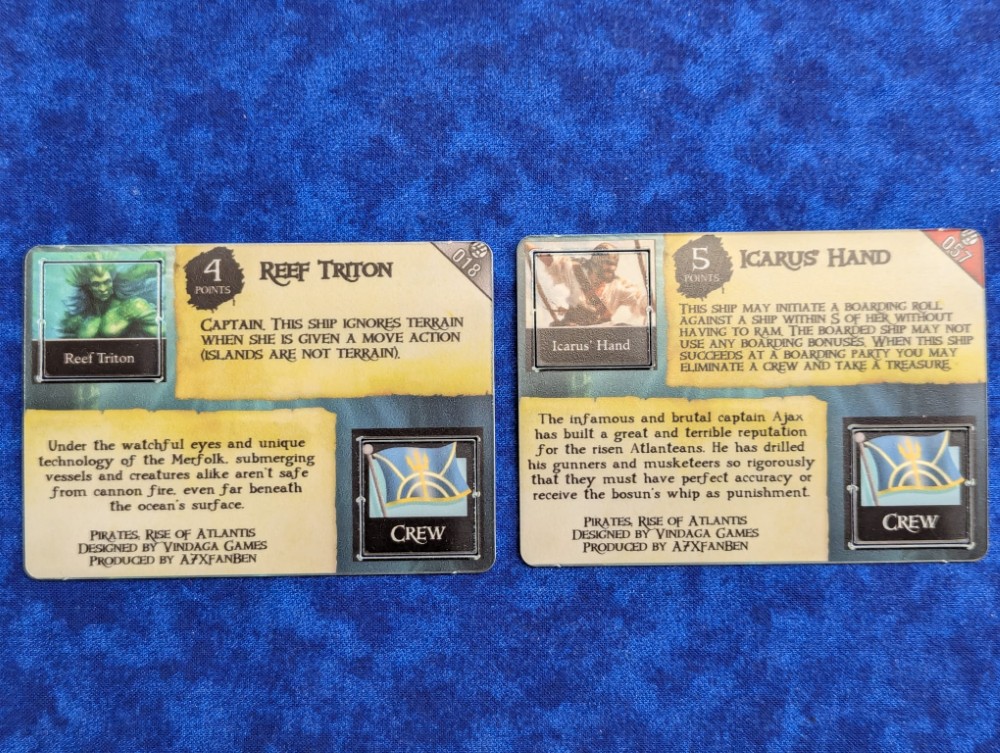 018
4
POINTS
REEF TRITON
CAPTAIN. THIS SHIP IGNORES TERRAIN
WHEN SHE IS GIVEN A MOVE ACTION
(ISLANDS ARE NOT TERRAIN).
Reef Triton
Under the watchful eyes and unique
technology of the Merfolk, submerging
vessels and creatures alike aren't safe
from cannon fire, even far beneath
the ocean's surface.
PIRATES, RISE OF ATLANTIS
DESIGNED BY VINDAGA GAMES
PRODUCED BY A7XFANBEN
CREW
057
5
POINTS
ICARUS' HAND
THIS SHIP MAY INITIATE A BOARDING ROLL
AGAINST A SHIP WITHIN S OF HER WITHOUT
HAVING TO RAM. THE BOARDED SHIP MAY NOT
USE ANY BOARDING BONUSES. WHEN THIS SHIP
SUCCEEDS AT A BOARDING PARTY YOU MAY
ELIMINATE A CREW AND TAKE A TREASURE.
Icarus' Hand
The infamous and brutal captain Ajax
has built a great and terrible reputation
for the risen Atlanteans. He has drilled
his gunners and musketeers so rigorously
that they must have perfect accuracy or
receive the bosun's whip as punishment.
PIRATES, RISE OF ATLANTIS
DESIGNED BY VINDAGA GAMES
PRODUCED BY A7XFANBEN
CREW